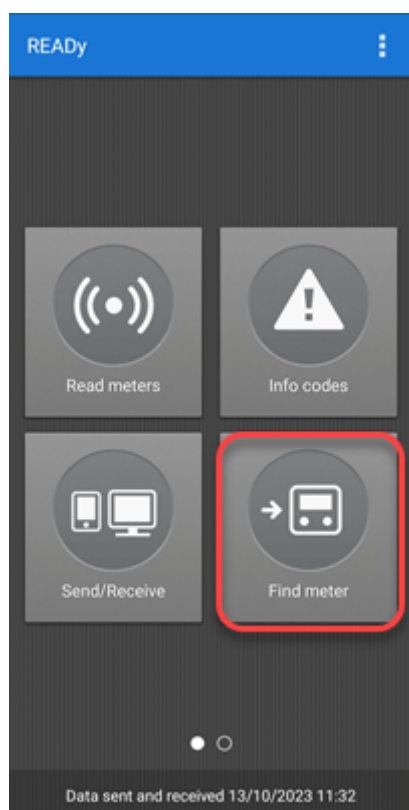 READy
Read meters
Info codes
Send/Receive
Find meter
Data sent and received 13/10/2023 11:32